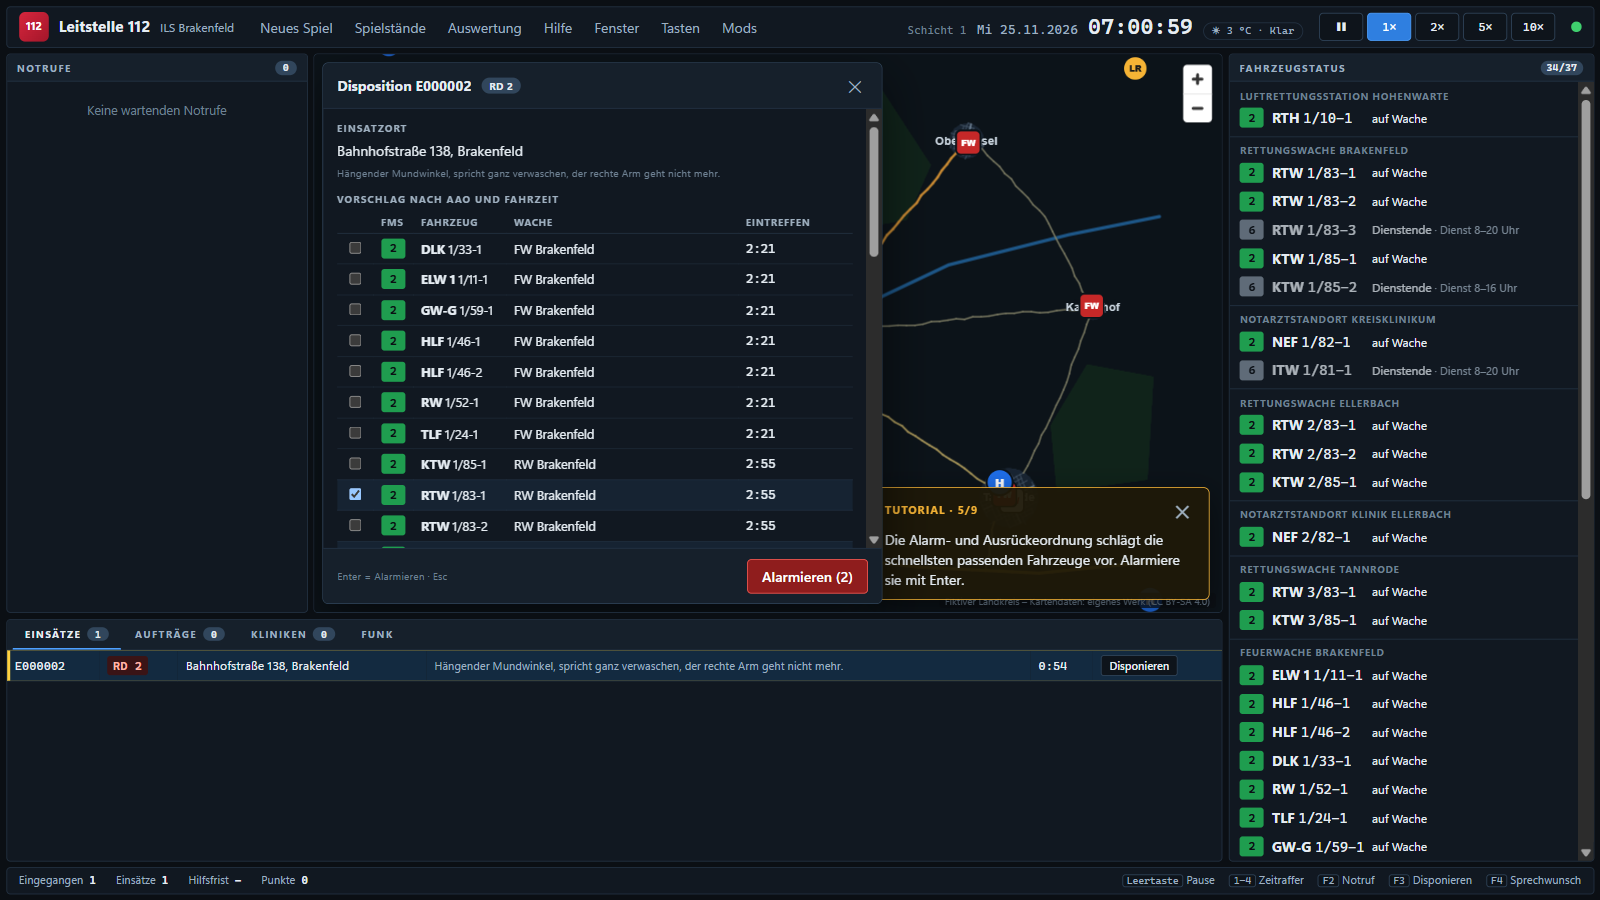 112 Leitstelle 112 ILS Brakenfeld Neues Spiel Spielstände Auswertung Hilfe Fenster Tasten Mods Schicht 1 Mi 25.11.2026 07:00:59 ☀ 3 °C · Klar 1× 2× 5× 10×
NOTRUFE 0
Keine wartenden Notrufe
Disposition E000002 RD 2
EINSATZORT
Bahnhofstraße 138, Brakenfeld
Hängender Mundwinkel, spricht ganz verwaschen, der rechte Arm geht nicht mehr.
VORSCHLAG NACH AAO UND FAHRZEIT
FMS FAHRZEUG WACHE EINTREFFEN
2 DLK 1/33-1 FW Brakenfeld 2:21
2 ELW 1 1/11-1 FW Brakenfeld 2:21
2 GW-G 1/59-1 FW Brakenfeld 2:21
2 HLF 1/46-1 FW Brakenfeld 2:21
2 HLF 1/46-2 FW Brakenfeld 2:21
2 RW 1/52-1 FW Brakenfeld 2:21
2 TLF 1/24-1 FW Brakenfeld 2:21
2 KTW 1/85-1 RW Brakenfeld 2:55
2 RTW 1/83-1 RW Brakenfeld 2:55
2 RTW 1/83-2 RW Brakenfeld 2:55
Enter = Alarmieren · Esc
Alarmieren (2)
LR
+
−
FW
FW
H
TUTORIAL · 5/9
Die Alarm- und Ausrückeordnung schlägt die
schnellsten passenden Fahrzeuge vor. Alarmiere
sie mit Enter.
Fiktiver Landkreis – Kartendaten: eigenes Werk (CC BY-SA 4.0)
FAHRZEUGSTATUS 34/37
LUFTRETTUNGSSTATION HOHENWARTE
2 RTH 1/10-1 auf Wache
RETTUNGSWACHE BRAKENFELD
2 RTW 1/83-1 auf Wache
2 RTW 1/83-2 auf Wache
6 RTW 1/83-3 Dienstende · Dienst 8–20 Uhr
2 KTW 1/85-1 auf Wache
6 KTW 1/85-2 Dienstende · Dienst 8–16 Uhr
NOTARZTSTANDORT KREISKLINIKUM
2 NEF 1/82-1 auf Wache
6 ITW 1/81-1 Dienstende · Dienst 8–20 Uhr
RETTUNGSWACHE ELLERBACH
2 RTW 2/83-1 auf Wache
2 RTW 2/83-2 auf Wache
2 KTW 2/85-1 auf Wache
NOTARZTSTANDORT KLINIK ELLERBACH
2 NEF 2/82-1 auf Wache
RETTUNGSWACHE TANNRODE
2 RTW 3/83-1 auf Wache
2 KTW 3/85-1 auf Wache
FEUERWACHE BRAKENFELD
2 ELW 1 1/11-1 auf Wache
2 HLF 1/46-1 auf Wache
2 HLF 1/46-2 auf Wache
2 DLK 1/33-1 auf Wache
2 RW 1/52-1 auf Wache
2 TLF 1/24-1 auf Wache
2 GW-G 1/59-1 auf Wache
EINSÄTZE 1 AUFTRÄGE 0 KLINIKEN 0 FUNK
E000002 RD 2 Bahnhofstraße 138, Brakenfeld Hängender Mundwinkel, spricht ganz verwaschen, der rechte Arm geht nicht mehr. 0:54 Disponieren
Eingegangen 1 Einsätze 1 Hilfsfrist – Punkte 0 Leertaste Pause 1–4 Zeitraffer F2 Notruf F3 Disponieren F4 Sprechwunsch